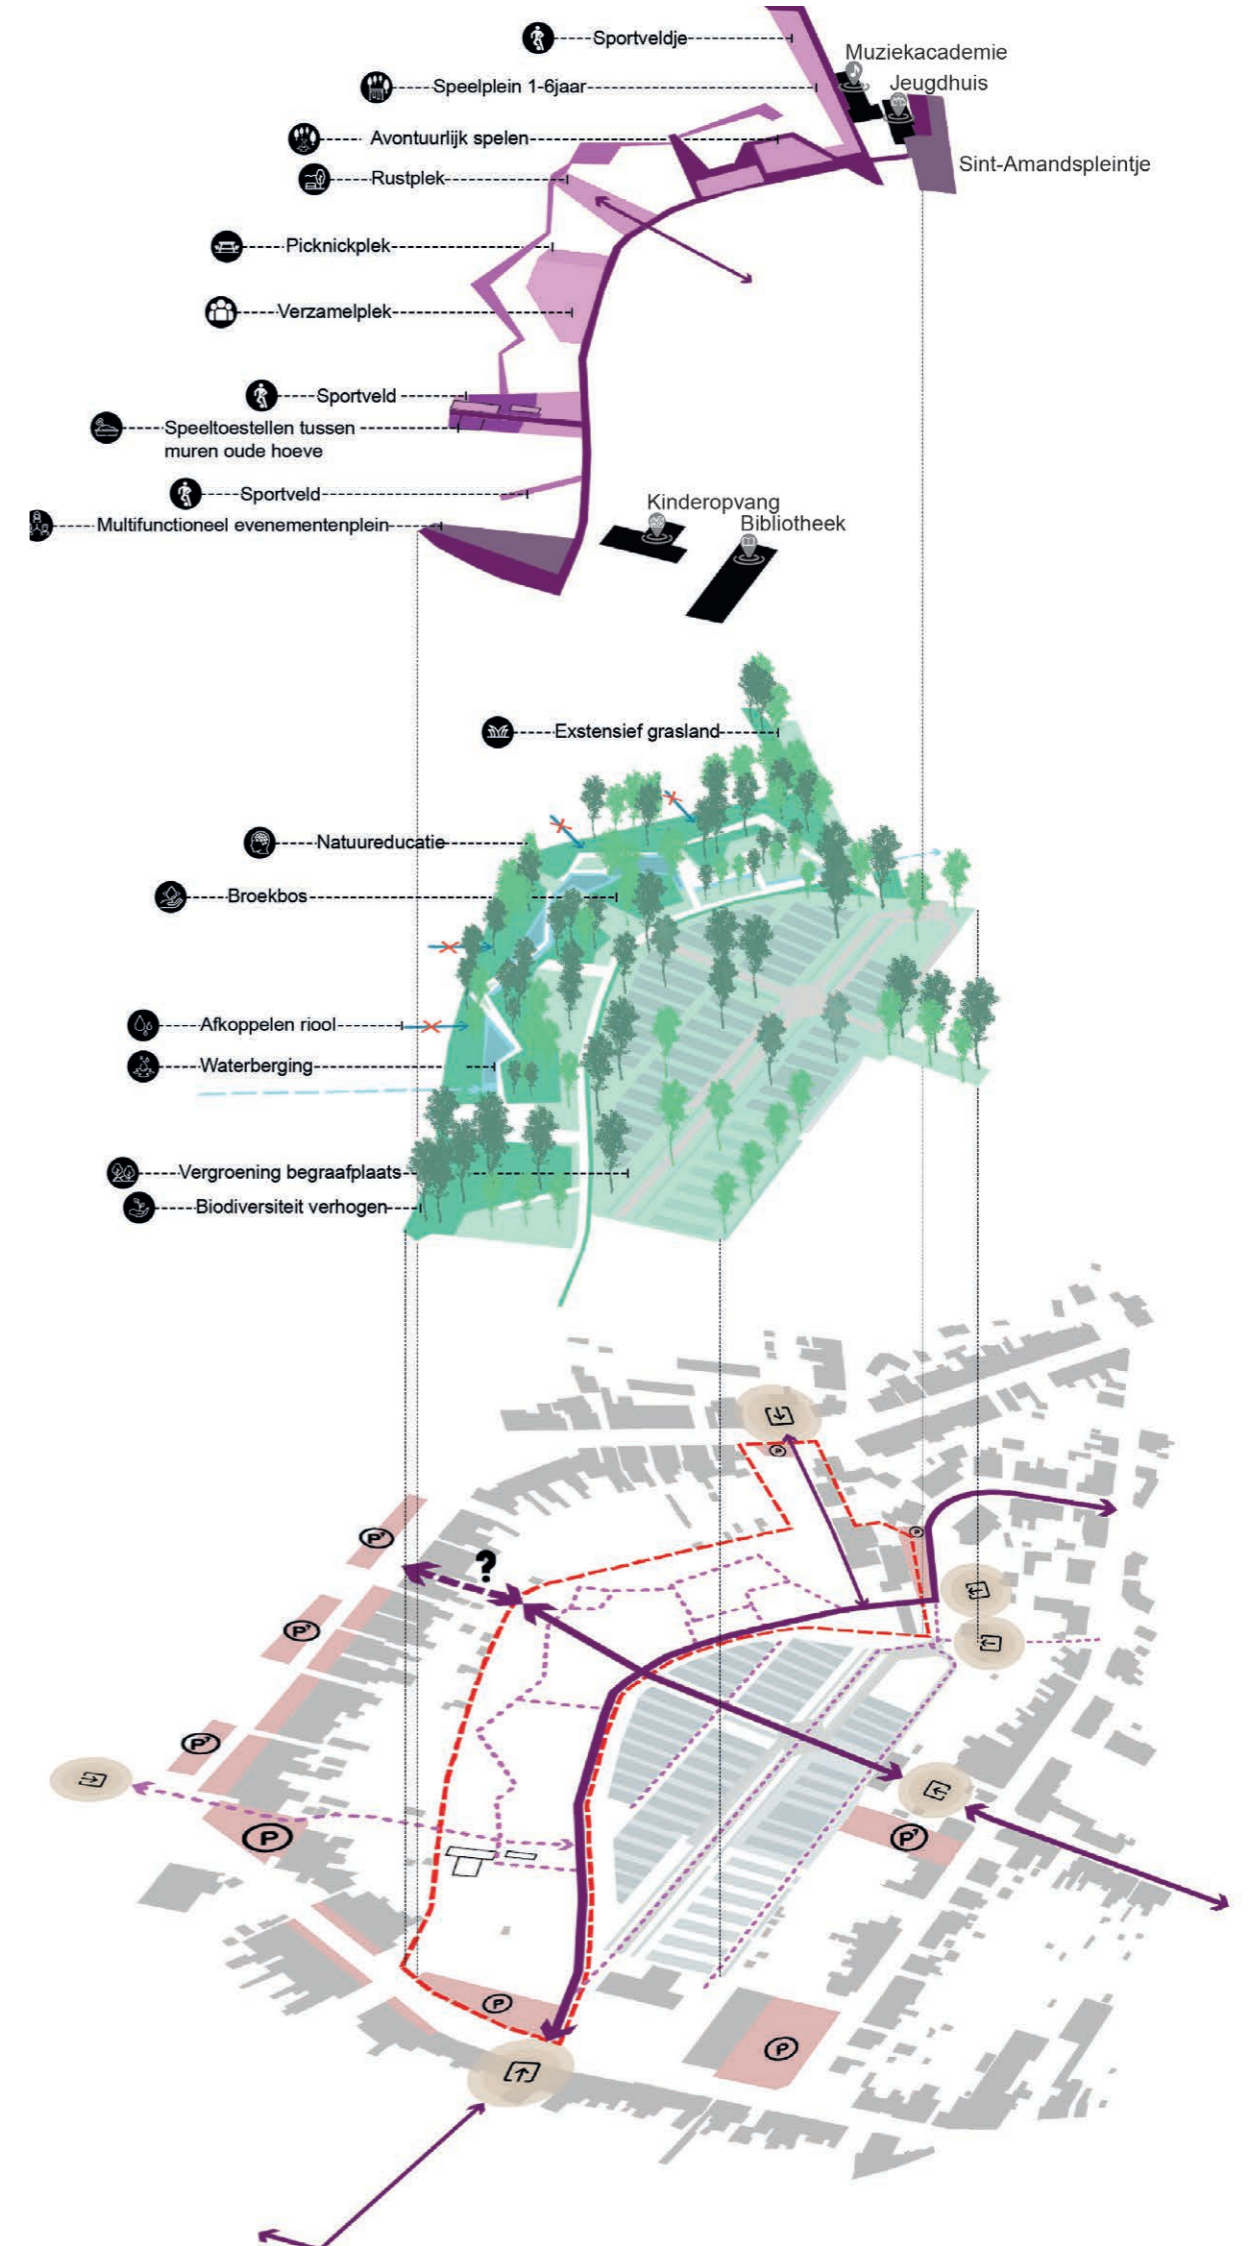 Sportveldje
Muziekacademie
Speelplein 1-6jaar
Jeugdhuis
Avontuurlijk spelen
Sint-Amandspleintje
Rustplek
Picknickplek
Verzamelplek
Sportveld
Speeltoestellen tussen
muren oude hoeve
Sportveld
Kinderopvang
Multifunctioneel evenementenplein
Bibliotheek
Exstensief grasland
Natuureducatie
Broekbos
Afkoppelen riool
Waterberging
Vergroening begraafplaats
Biodiversiteit verhogen
P
P
?
P?
P?
P?
P
P?
P
P